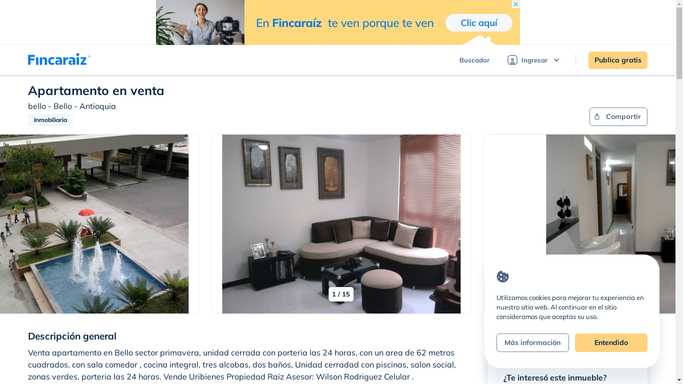 En Fincaraíz te ven porque te ven
Clic aquí
Fincaraiz
Buscador
Ingresar
Publica gratis
Apartamento en venta
bello - Bello - Antioquia
Inmobiliaria
Compartir
1 / 15
Utilizamos cookies para mejorar tu experiencia en
nuestro sitio web. Al continuar en el sitio
consideramos que aceptas su uso.
Más información
Entendido
Descripción general
Venta apartamento en Bello sector primavera, unidad cerrada con porteria las 24 horas, con un area de 62 metros
cuadrados, con sala comedor , cocina integral, tres alcobas, dos baños. Unidad cerradad con piscinas, salon social,
zonas verdes, porteria las 24 horas. Vende Uribienes Propiedad Raiz Asesor: Wilson Rodriguez Celular .
¿Te interesó este inmueble?